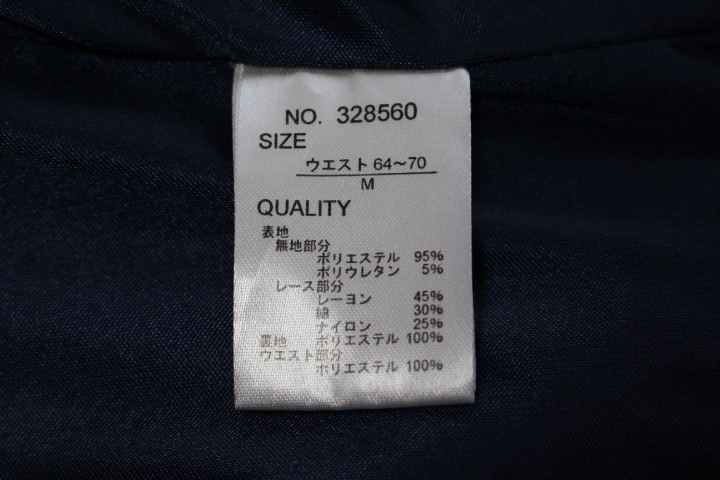 NO. 328560
SIZE
ウエスト 64〜70
M
QUALITY
表地
無地部分
ポリエステル 95%
ポリウレタン 5%
レース部分
レーヨン 45%
綿 30%
ナイロン 25%
裏地 ポリエステル 100%
ウエスト部分
ポリエステル 100%